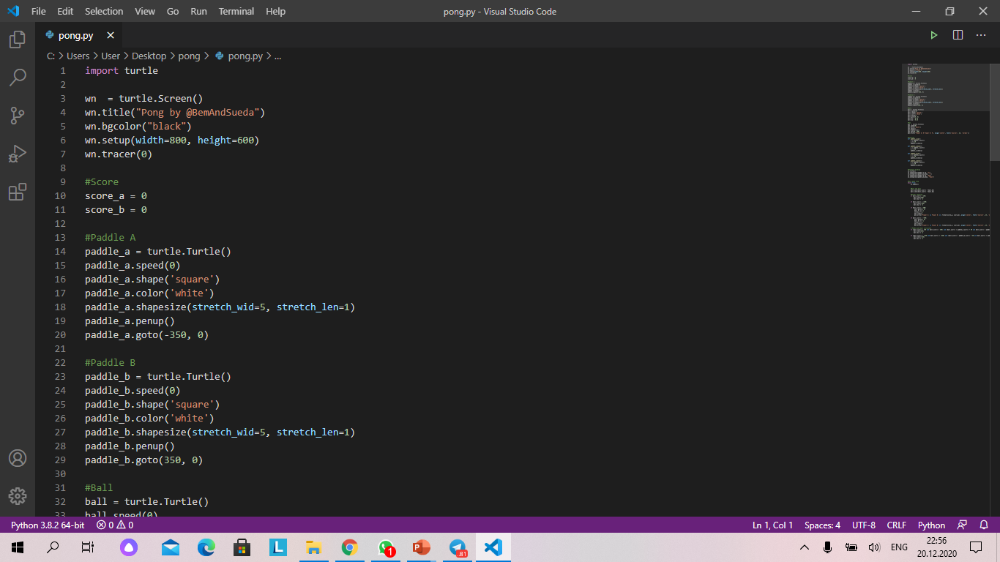 File Edit Selection View Go Run Terminal Help pong.py - Visual Studio Code
pong.py
C: > Users > User > Desktop > pong > pong.py > ...
1 import turtle
2
3 wn  = turtle.Screen()
4 wn.title("Pong by @BemAndSueda")
5 wn.bgcolor("black")
6 wn.setup(width=800, height=600)
7 wn.tracer(0)
8
9 #Score
10 score_a = 0
11 score_b = 0
12
13 #Paddle A
14 paddle_a = turtle.Turtle()
15 paddle_a.speed(0)
16 paddle_a.shape('square')
17 paddle_a.color('white')
18 paddle_a.shapesize(stretch_wid=5, stretch_len=1)
19 paddle_a.penup()
20 paddle_a.goto(-350, 0)
21
22 #Paddle B
23 paddle_b = turtle.Turtle()
24 paddle_b.speed(0)
25 paddle_b.shape('square')
26 paddle_b.color('white')
27 paddle_b.shapesize(stretch_wid=5, stretch_len=1)
28 paddle_b.penup()
29 paddle_b.goto(350, 0)
30
31 #Ball
32 ball = turtle.Turtle()
33 ball.speed(0)
Python 3.8.2 64-bit 0 0 Ln 1, Col 1 Spaces: 4 UTF-8 CRLF Python
L 1 P 81 ENG 22:56
20.12.2020